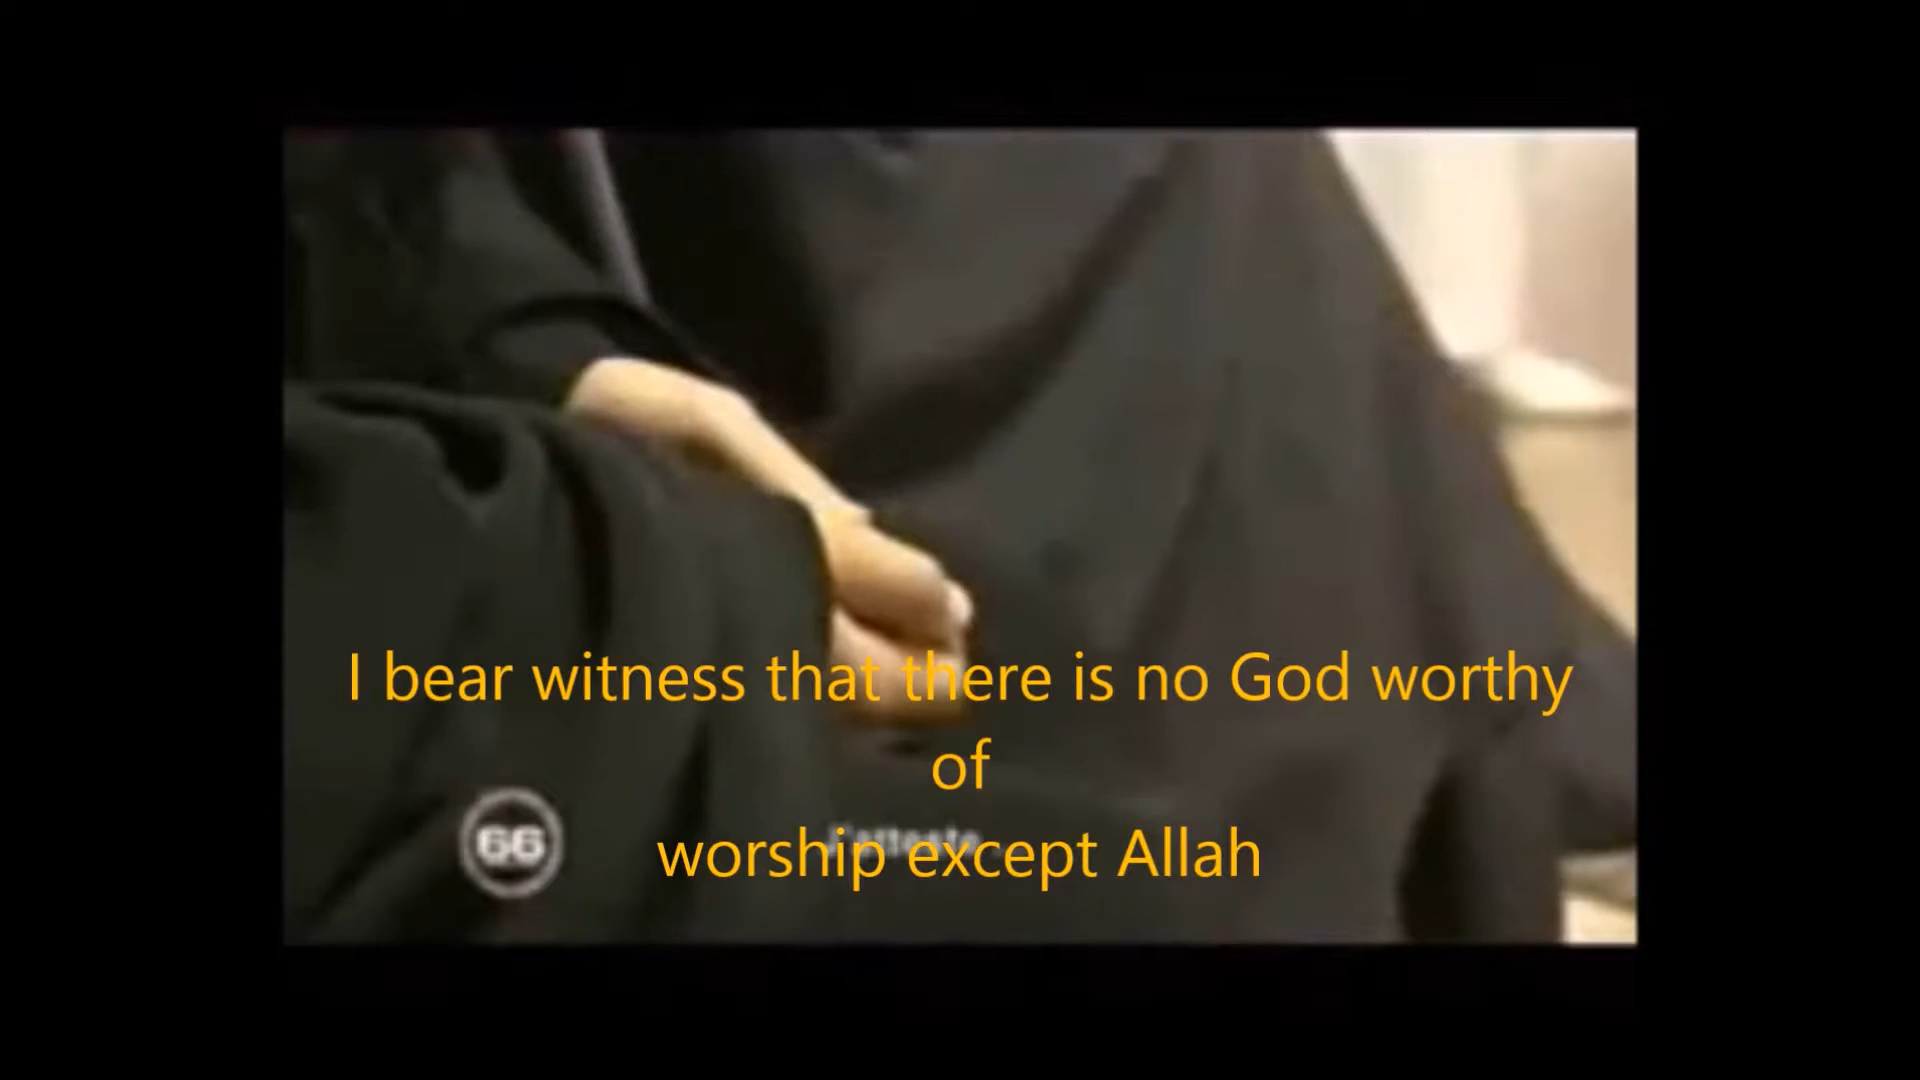 I bear witness that there is no God worthy
of
worship except Allah
66